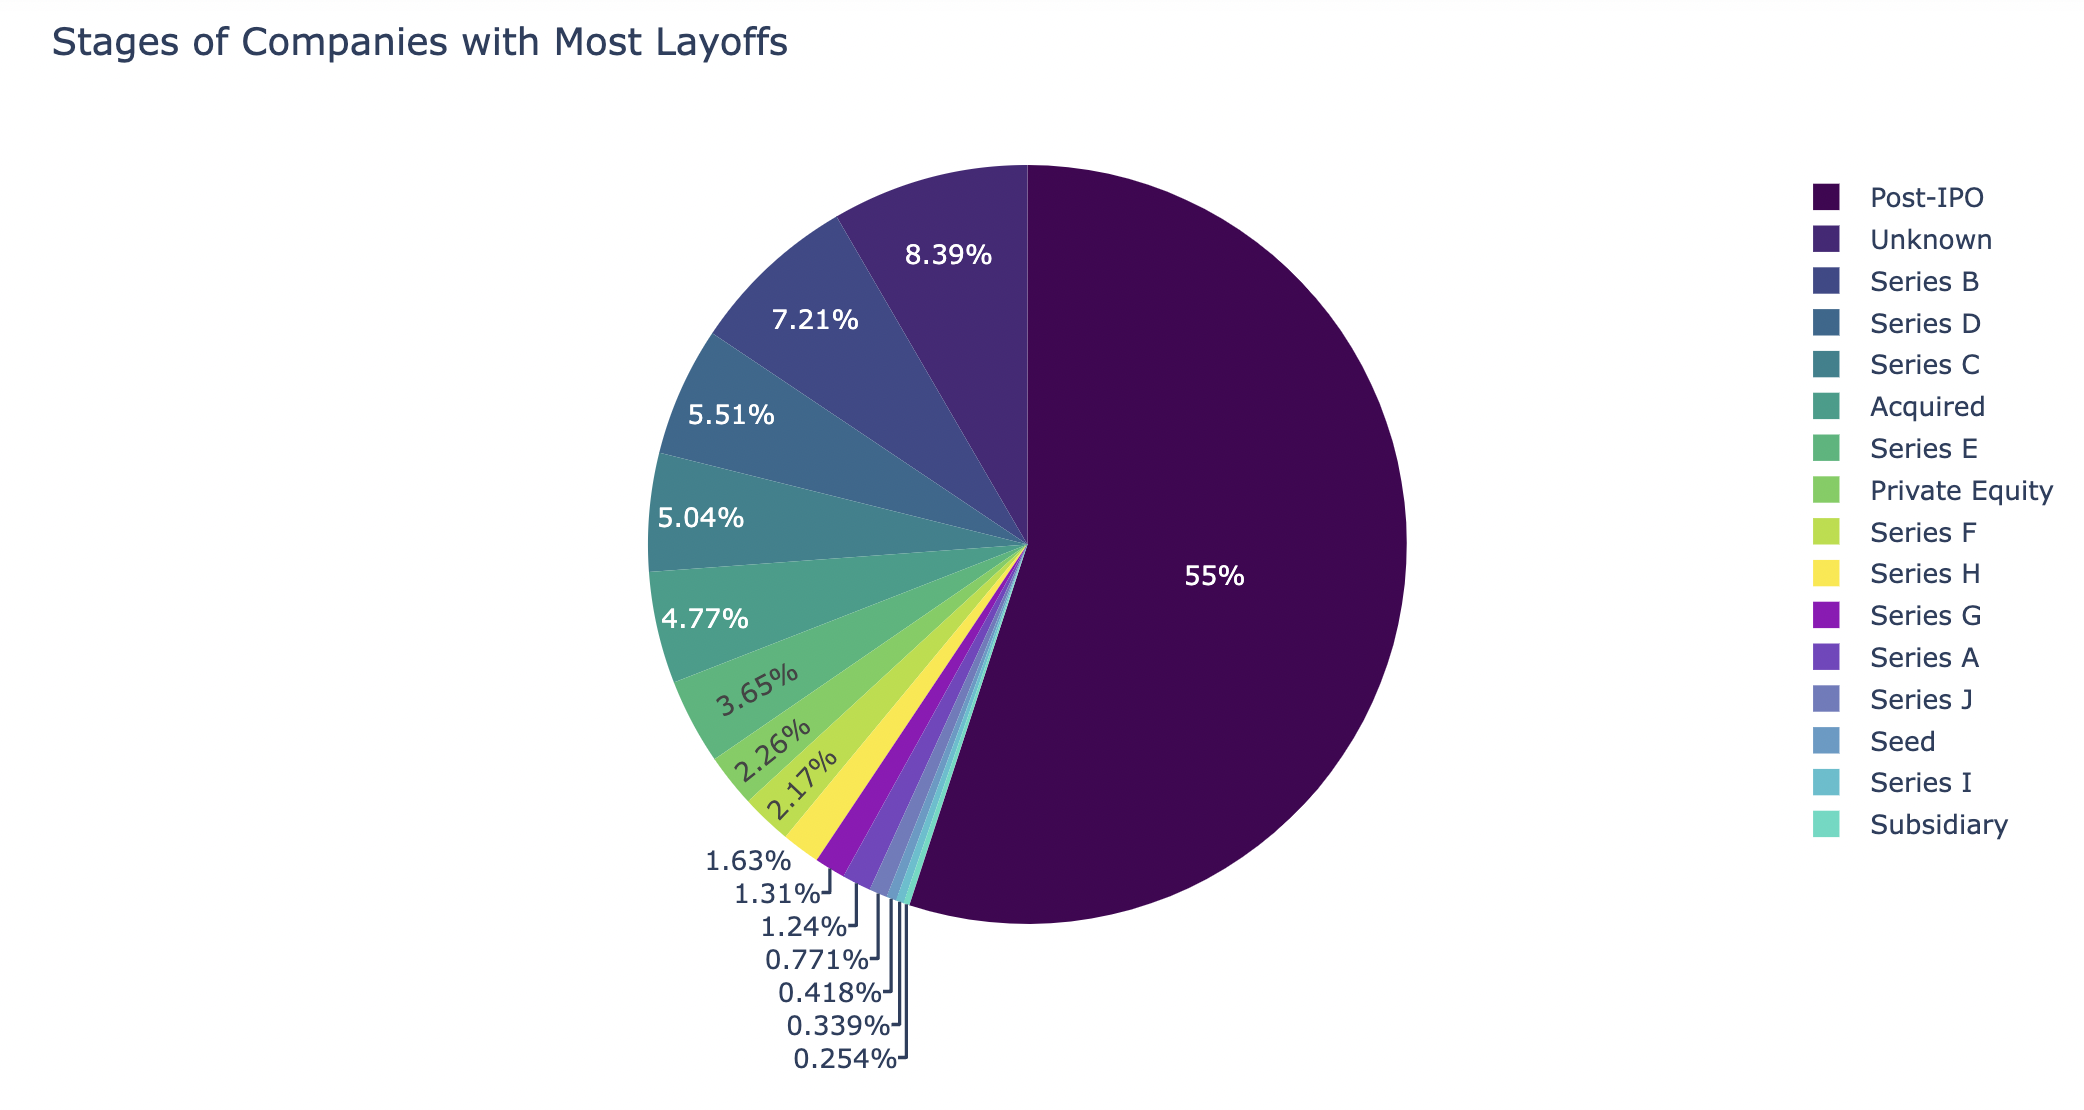 Stages of Companies with Most Layoffs
8.39%
7.21%
5.51%
5.04%
4.77%
3.65%
2.26%
2.17%
1.63%
1.31%
1.24%
0.771%
0.418%
0.339%
0.254%
55%
Post-IPO
Unknown
Series B
Series D
Series C
Acquired
Series E
Private Equity
Series F
Series H
Series G
Series A
Series J
Seed
Series I
Subsidiary